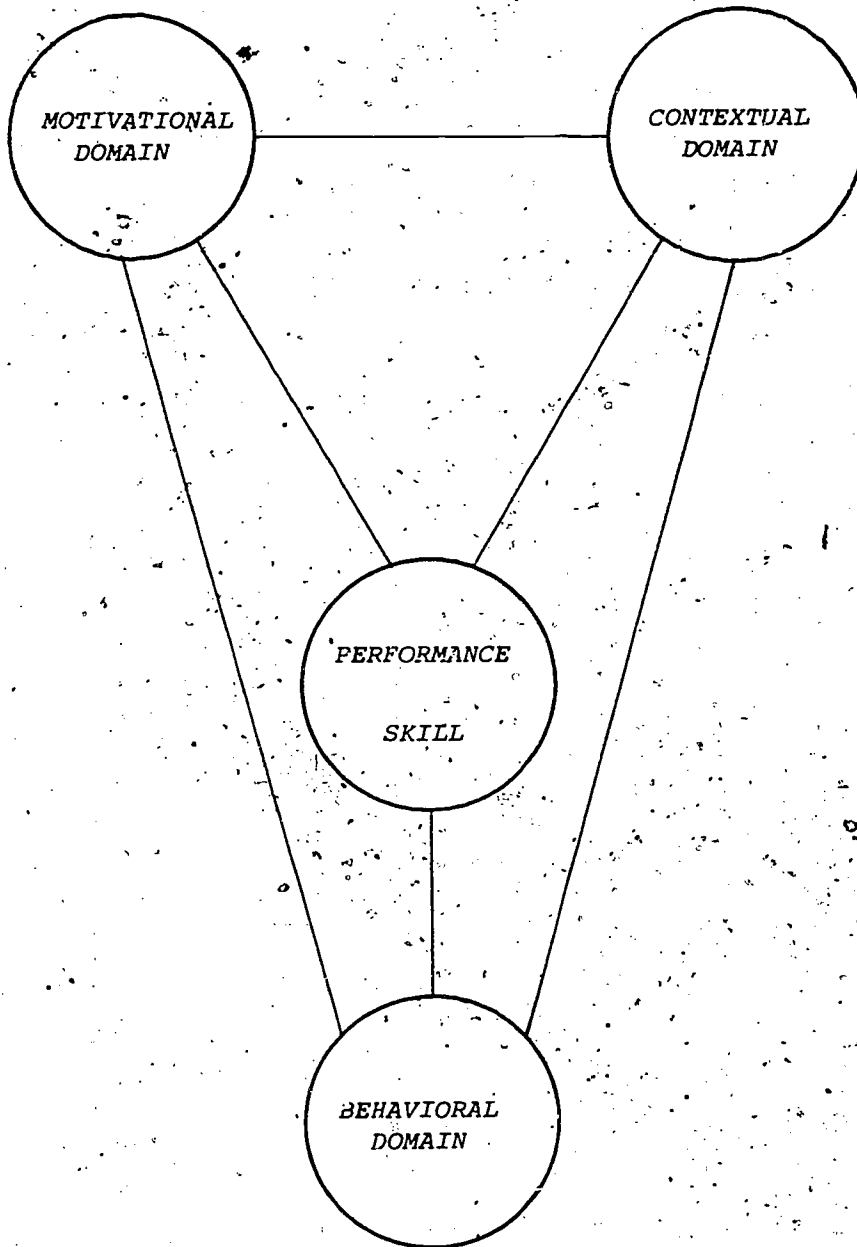 MOTIVATIONAL
DOMAIN
CONTEXTUAL
DOMAIN
PERFORMANCE
SKILL
BEHAVIORAL
DOMAIN